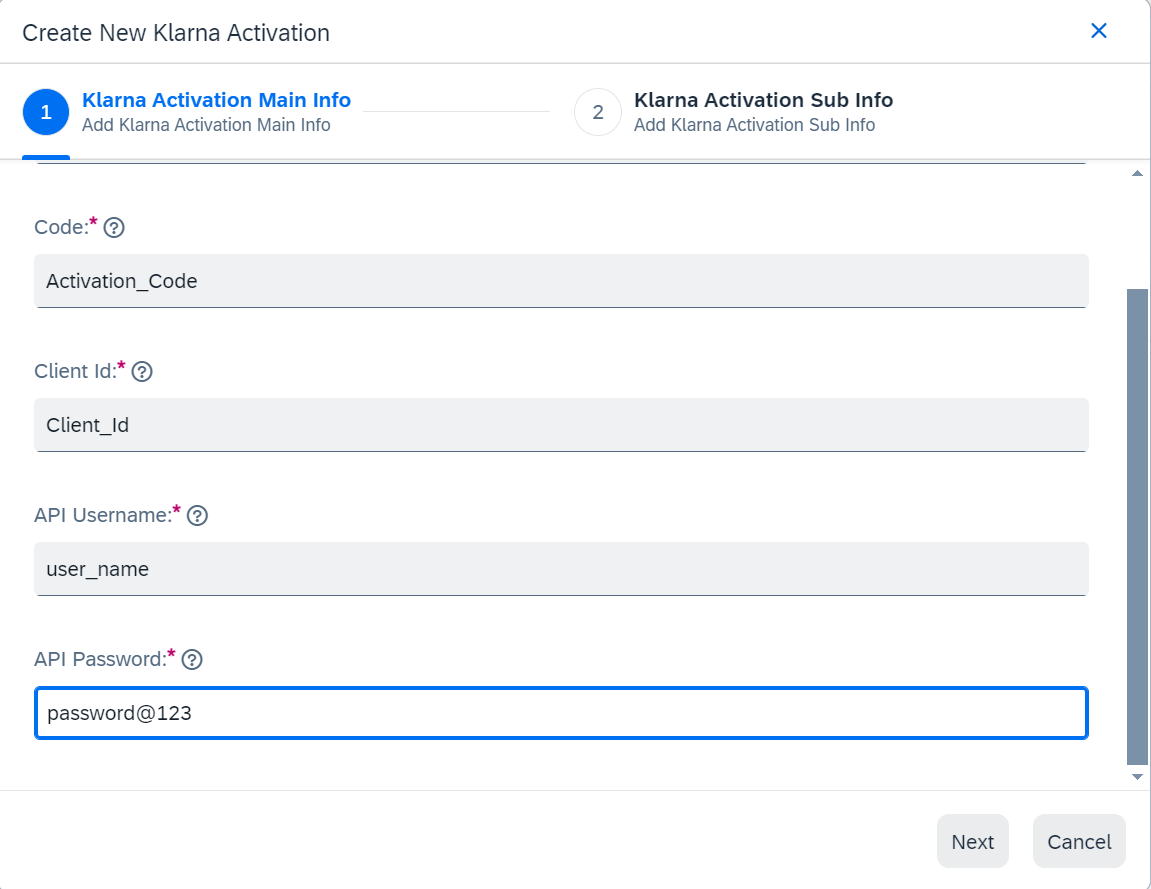 Create New Klarna Activation
1 Klarna Activation Main Info
Add Klarna Activation Main Info
2 Klarna Activation Sub Info
Add Klarna Activation Sub Info
Code:* ?
Activation_Code
Client Id:* ?
Client_Id
API Username:* ?
user_name
API Password:* ?
password@123
Next Cancel